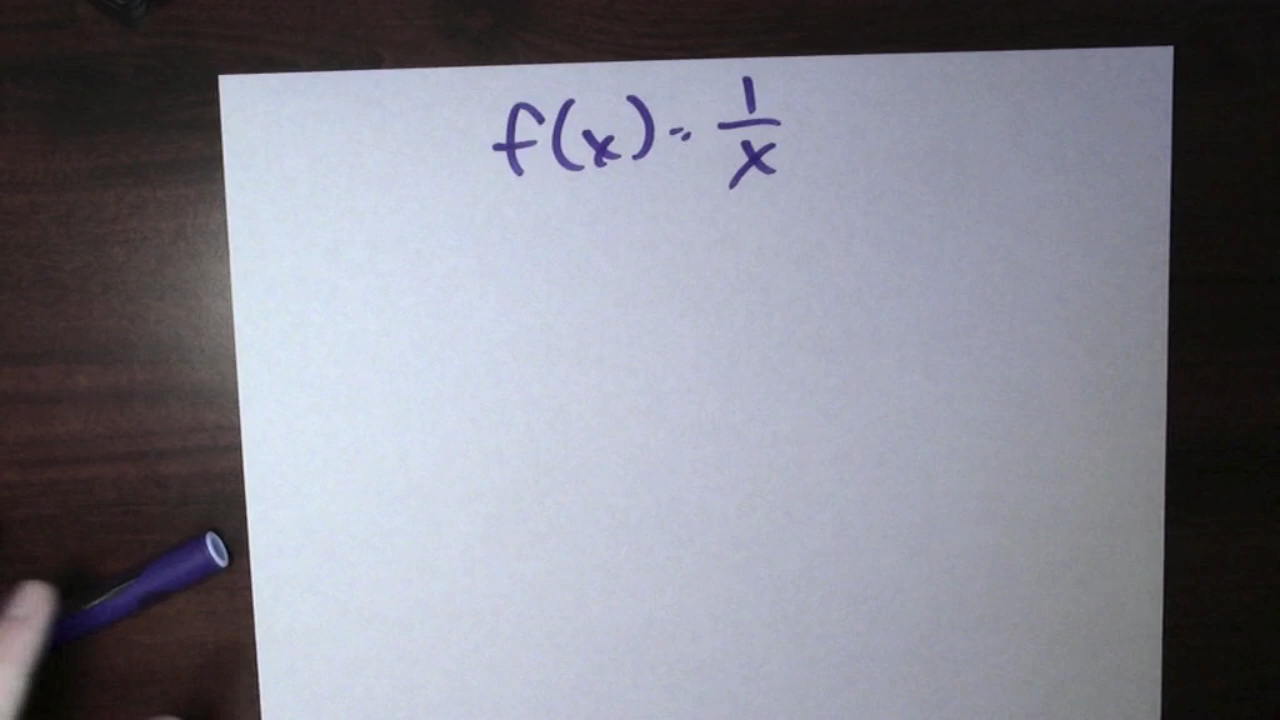 f(x) = 1/x